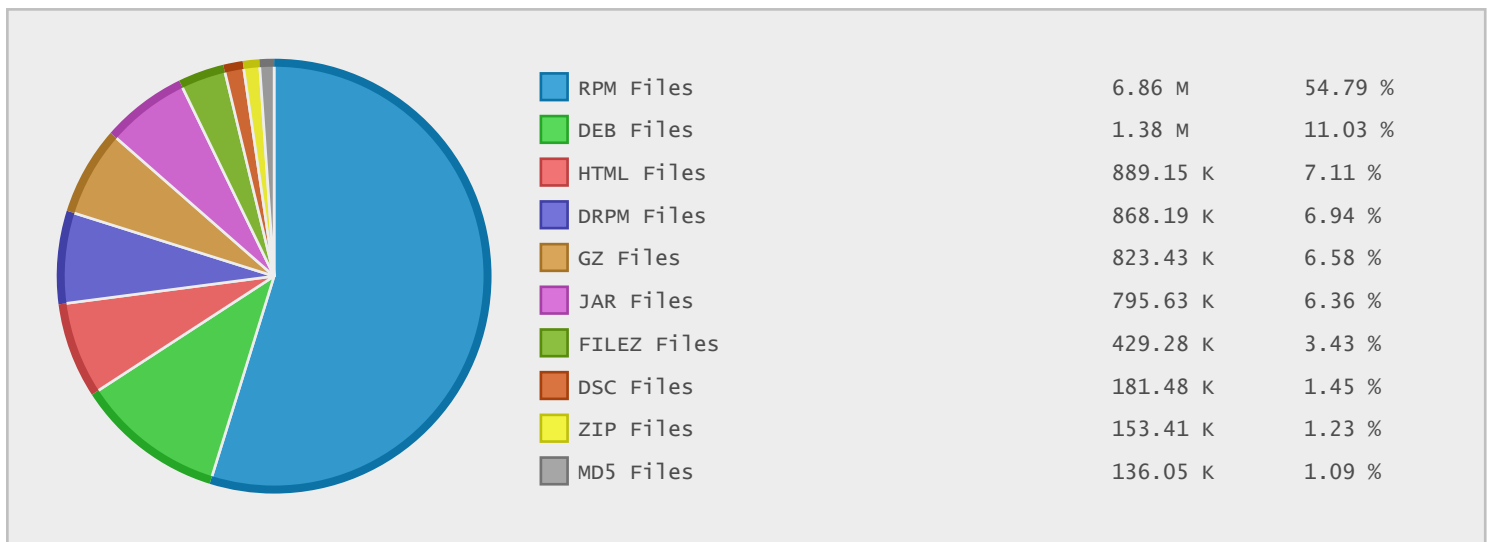 RPM Files 6.86 M 54.79 %
DEB Files 1.38 M 11.03 %
HTML Files 889.15 K 7.11 %
DRPM Files 868.19 K 6.94 %
GZ Files 823.43 K 6.58 %
JAR Files 795.63 K 6.36 %
FILEZ Files 429.28 K 3.43 %
DSC Files 181.48 K 1.45 %
ZIP Files 153.41 K 1.23 %
MD5 Files 136.05 K 1.09 %